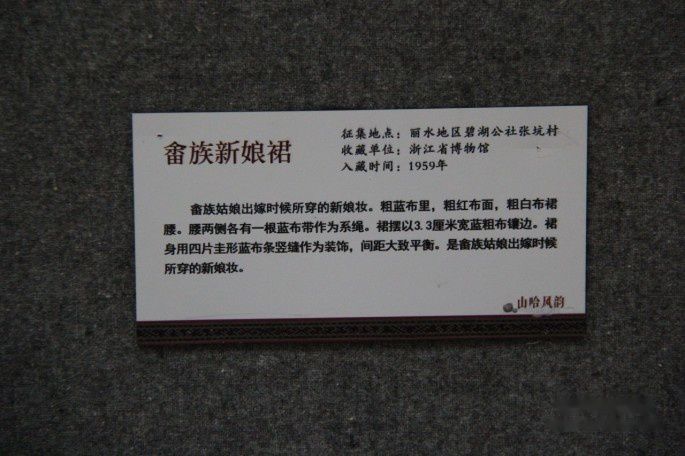 畲族新娘裙
征集地点：丽水地区碧湖公社张坑村
收藏单位：浙江省博物馆
入藏时间：1959年
畲族姑娘出嫁时候所穿的新娘妆。粗蓝布里，粗红布面，粗白布裙
腰。腰两侧各有一根蓝布带作为系绳。裙摆以3.3厘米宽蓝粗布镶边。裙
身用四片圭形蓝布条竖缝作为装饰，间距大致平衡。是畲族姑娘出嫁时候
所穿的新娘妆。
山哈风韵